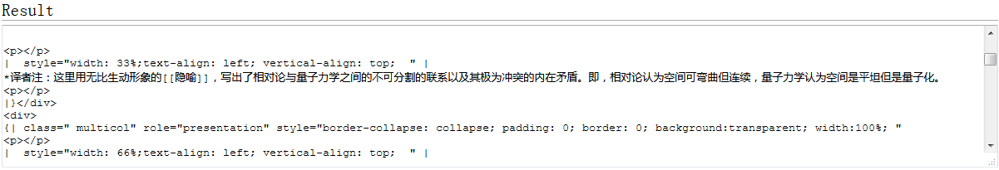 Result
<p></p>
|  style="width: 33%;text-align: left; vertical-align: top;  " |
*译者注：这里用无比生动形象的[[隐喻]]，写出了相对论与量子力学之间的不可分割的联系以及其极为冲突的内在矛盾。即，相对论认为空间可弯曲但连续，量子力学认为空间是平坦但是量子化。
<p></p>
|}</div>
<div>
{| class=" multicol" role="presentation" style="border-collapse: collapse; padding: 0; border: 0; background:transparent; width:100%; "
<p></p>
|  style="width: 66%;text-align: left; vertical-align: top;  " |